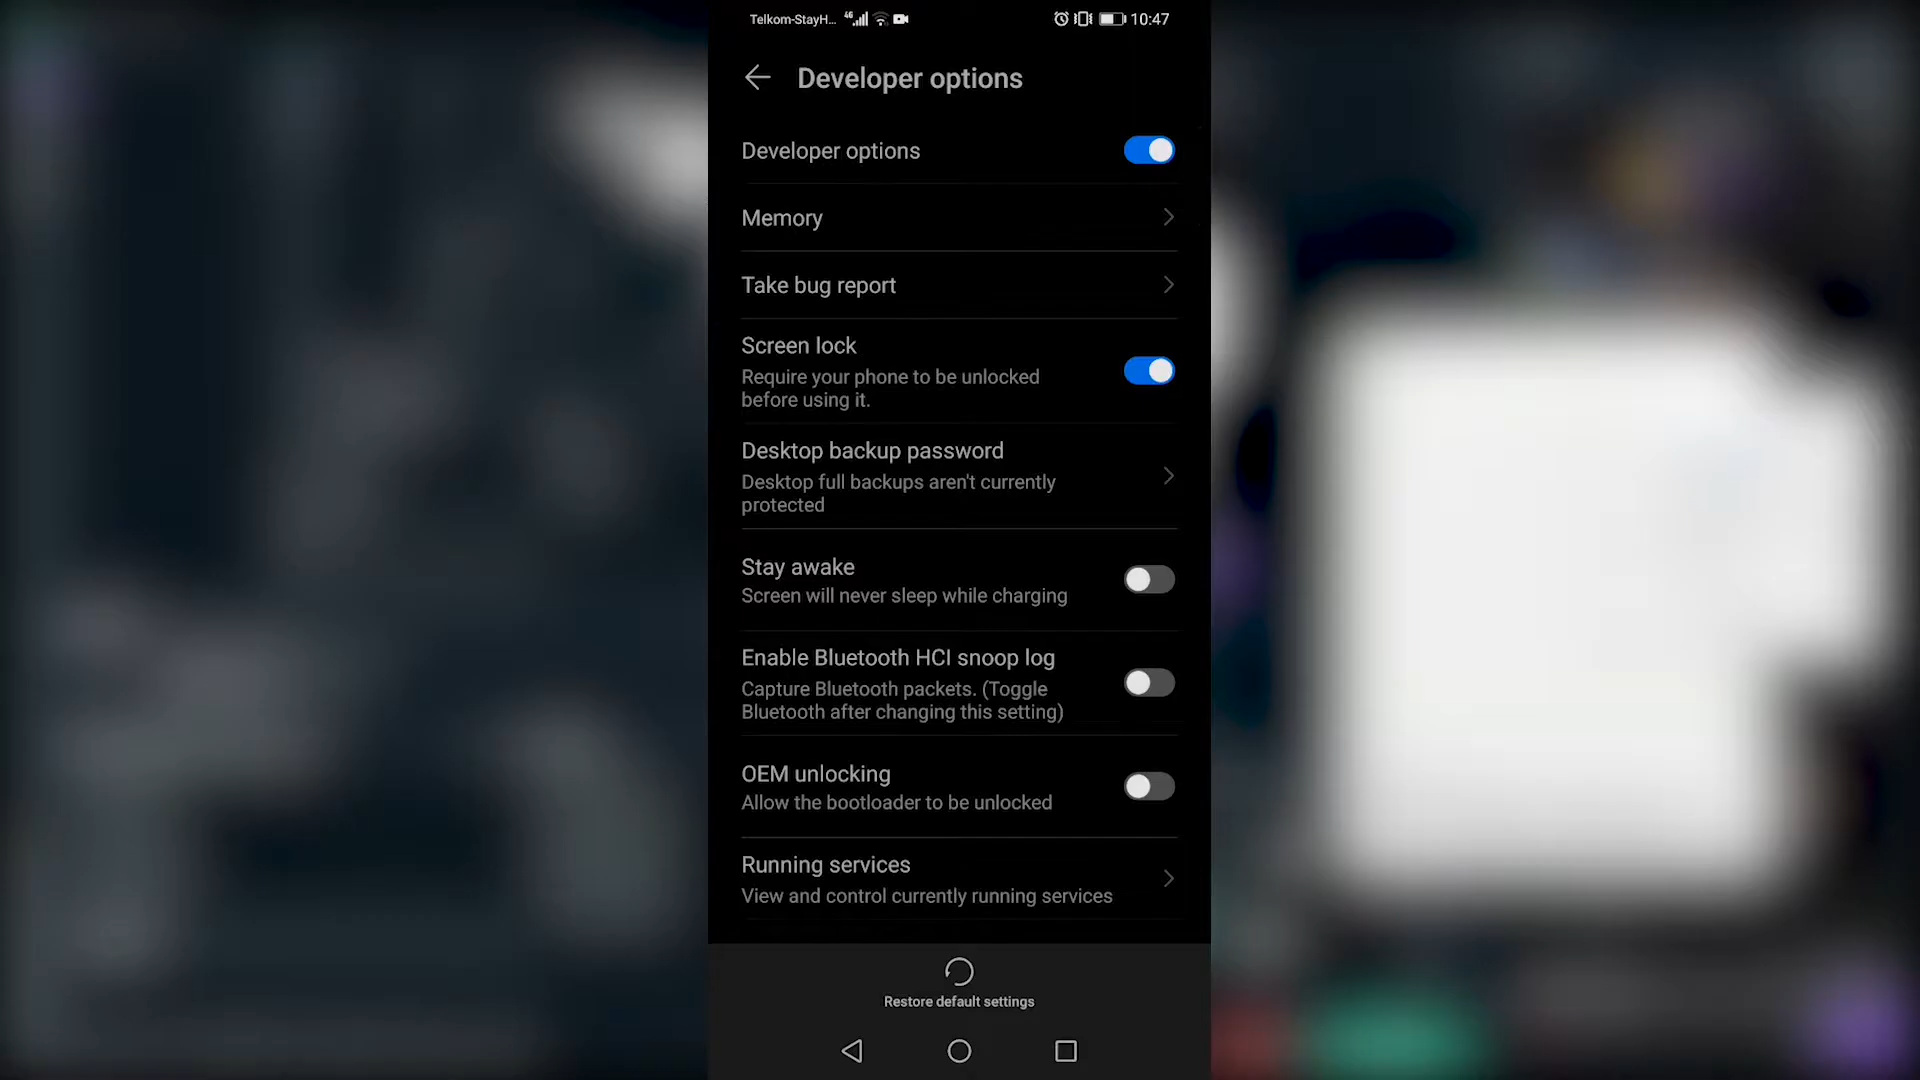 Telkom-StayH... 4G 10:47
Developer options
Developer options
Memory
Take bug report
Screen lock
Require your phone to be unlocked
before using it.
Desktop backup password
Desktop full backups aren't currently
protected
Stay awake
Screen will never sleep while charging
Enable Bluetooth HCI snoop log
Capture Bluetooth packets. (Toggle
Bluetooth after changing this setting)
OEM unlocking
Allow the bootloader to be unlocked
Running services
View and control currently running services
Restore default settings